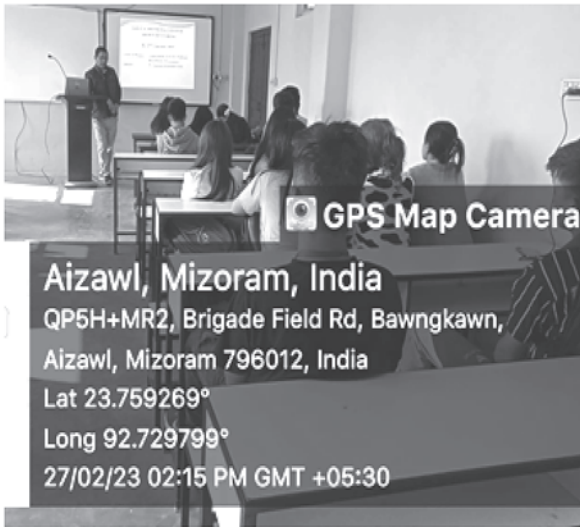 GPS Map Camera
Aizawl, Mizoram, India
QP5H+MR2, Brigade Field Rd, Bawngkawn,
Aizawl, Mizoram 796012, India
Lat 23.759269°
Long 92.729799°
27/02/23 02:15 PM GMT +05:30